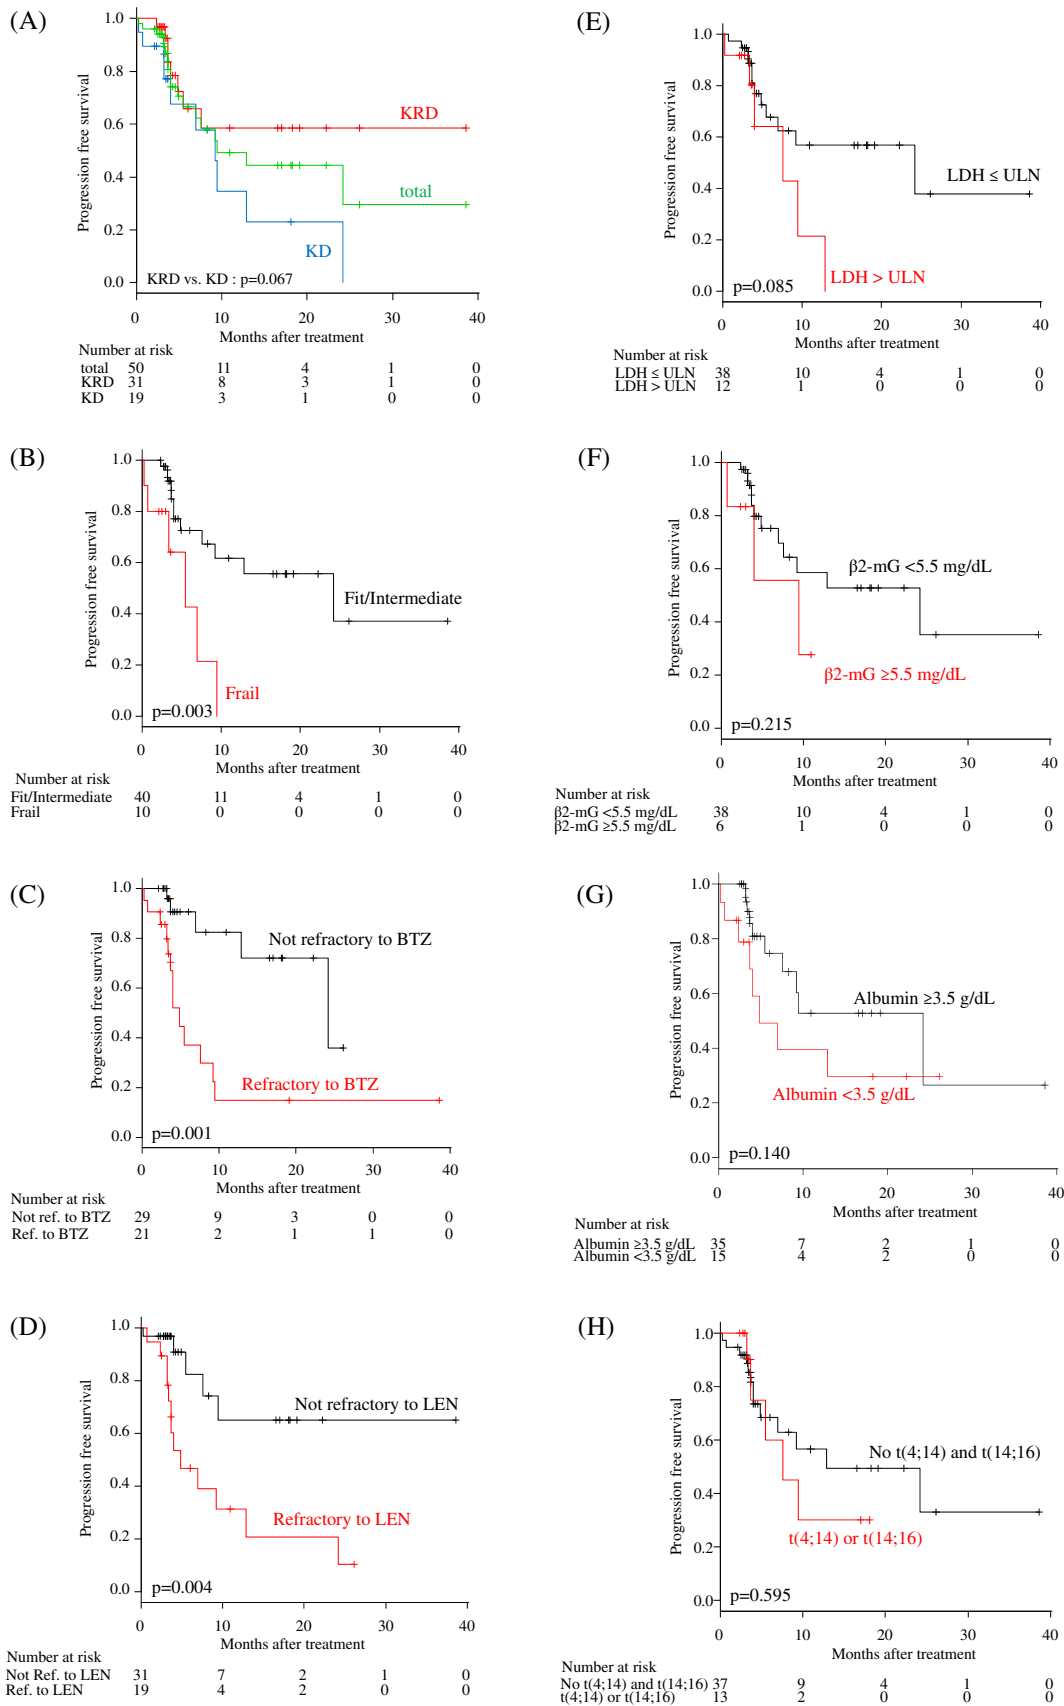 (A)
1.0
0.8
0.6
0.4
0.2
0.0
Progression free survival
KRD
total
KD
KRD vs. KD : p=0.067
0 10 20 30 40
Months after treatment
Number at risk
total 50 11 4 1 0
KRD 31 8 3 1 0
KD 19 3 1 0 0
(B)
1.0
0.8
0.6
0.4
0.2
0.0
Progression free survival
Fit/Intermediate
Frail
p=0.003
0 10 20 30 40
Months after treatment
Number at risk
Fit/Intermediate 40 11 4 1 0
Frail 10 0 0 0 0
(C)
1.0
0.8
0.6
0.4
0.2
0.0
Progression free survival
Not refractory to BTZ
Refractory to BTZ
p=0.001
0 10 20 30 40
Months after treatment
Number at risk
Not ref. to BTZ 29 9 3 0 0
Ref. to BTZ 21 2 1 1 0
(D)
1.0
0.8
0.6
0.4
0.2
0.0
Progression free survival
Not refractory to LEN
Refractory to LEN
p=0.004
0 10 20 30 40
Months after treatment
Number at risk
Not Ref. to LEN 31 7 2 1 0
Ref. to LEN 19 4 2 0 0
(E)
1.0
0.8
0.6
0.4
0.2
0.0
Progression free survival
LDH ≤ ULN
LDH > ULN
p=0.085
0 10 20 30 40
Months after treatment
Number at risk
LDH ≤ ULN 38 10 4 1 0
LDH > ULN 12 1 0 0 0
(F)
1.0
0.8
0.6
0.4
0.2
0.0
Progression free survival
β2-mG <5.5 mg/dL
β2-mG ≥5.5 mg/dL
p=0.215
0 10 20 30 40
Months after treatment
Number at risk
β2-mG <5.5 mg/dL 38 10 4 1 0
β2-mG ≥5.5 mg/dL 6 1 0 0 0
(G)
1.0
0.8
0.6
0.4
0.2
0.0
Progression free survival
Albumin ≥3.5 g/dL
Albumin <3.5 g/dL
p=0.140
0 10 20 30 40
Months after treatment
Number at risk
Albumin ≥3.5 g/dL 35 7 2 1 0
Albumin <3.5 g/dL 15 4 2 0 0
(H)
1.0
0.8
0.6
0.4
0.2
0.0
Progression free survival
No t(4;14) and t(14;16)
t(4;14) or t(14;16)
p=0.595
0 10 20 30 40
Months after treatment
Number at risk
No t(4;14) and t(14;16) 37 9 4 1 0
t(4;14) or t(14;16) 13 2 0 0 0